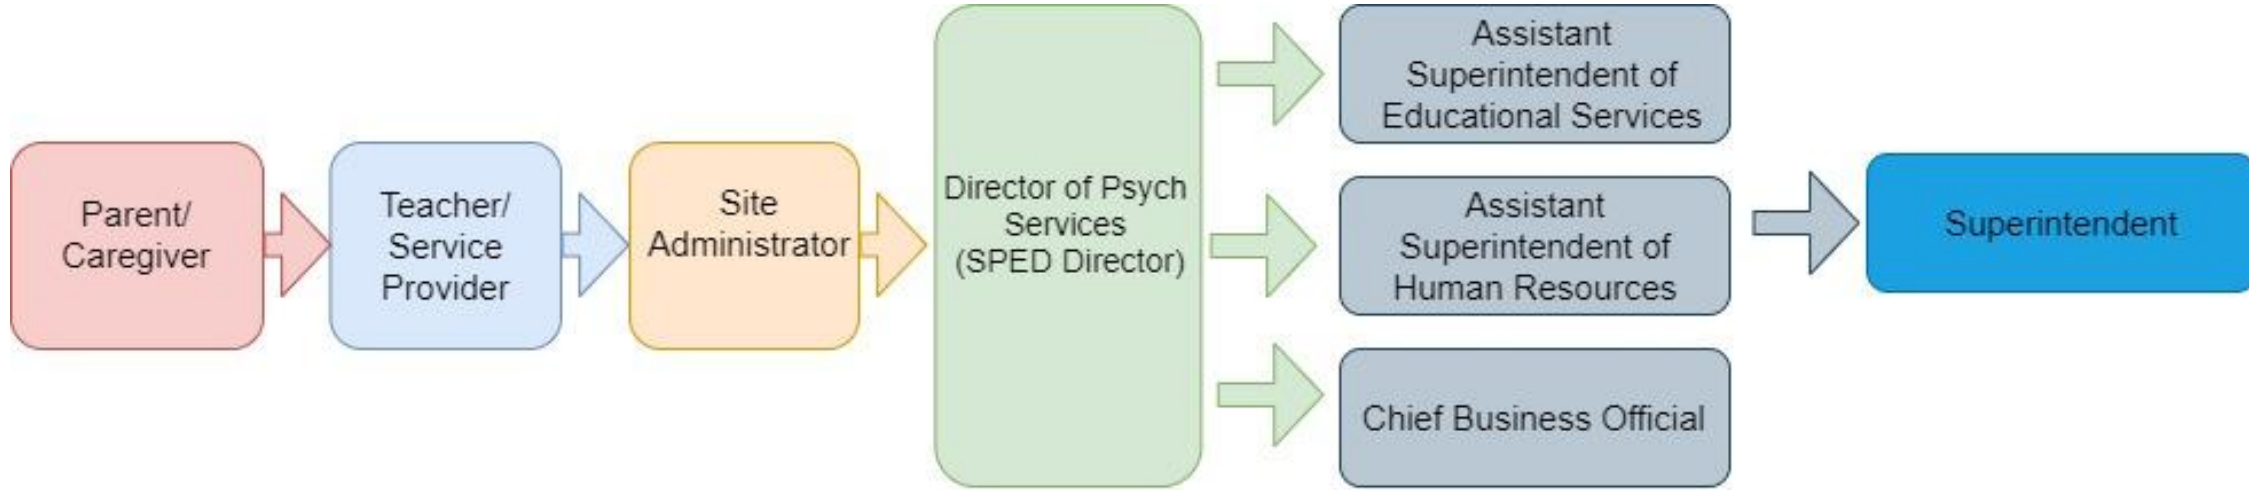 Parent/
Caregiver
Teacher/
Service
Provider
Site
Administrator
Director of Psych
Services
(SPED Director)
Assistant
Superintendent of
Educational Services
Assistant
Superintendent of
Human Resources
Chief Business Official
Superintendent